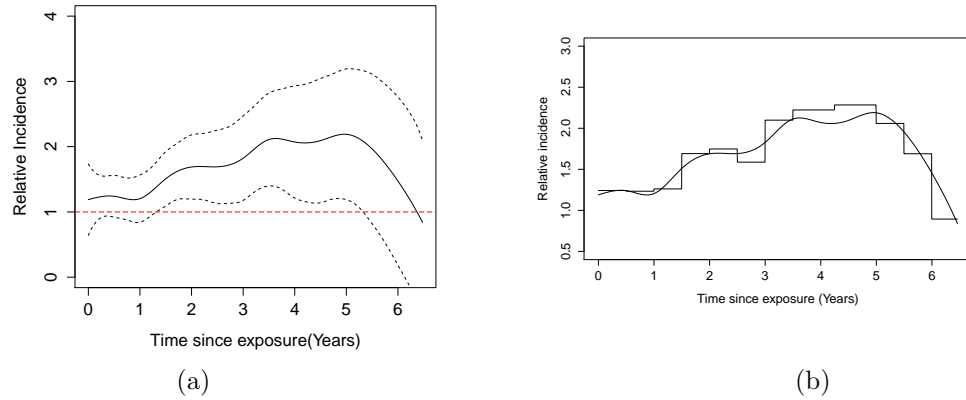 4
3
2
1
0
Relative Incidence
0 1 2 3 4 5 6
Time since exposure(Years)
(a)
3.0
2.5
2.0
1.5
1.0
0.5
Relative incidence
0 1 2 3 4 5 6
Time since exposure (Years)
(b)